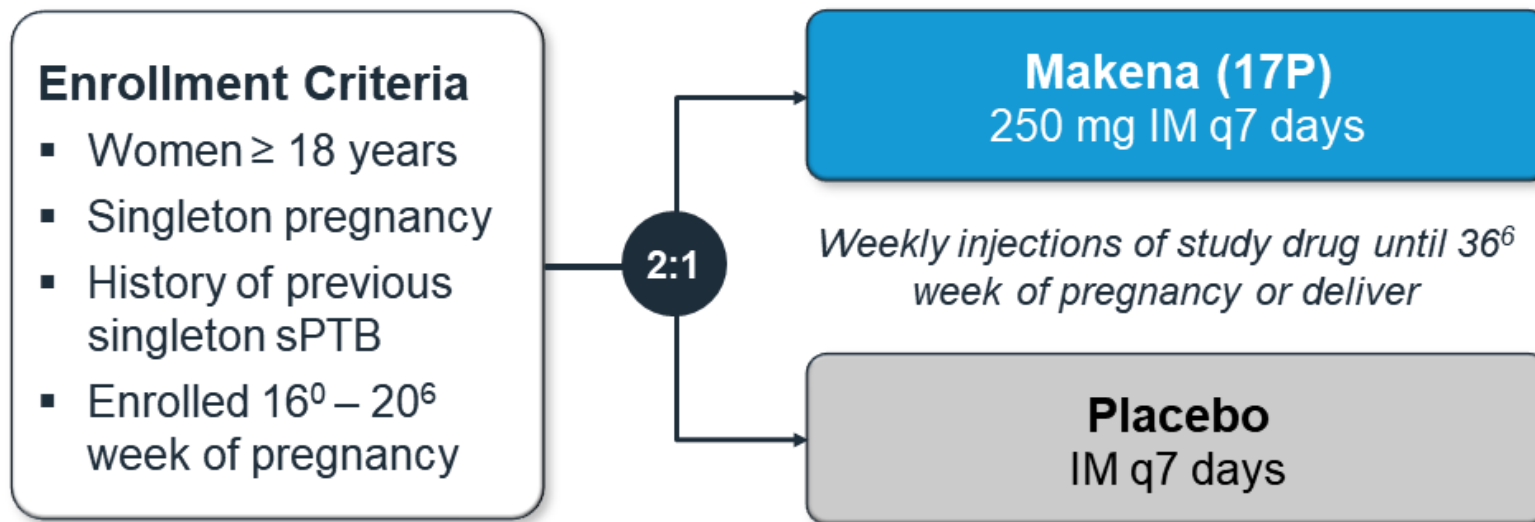 Enrollment Criteria
▪ Women ≥ 18 years
▪ Singleton pregnancy
▪ History of previous
singleton sPTB
▪ Enrolled 16⁰ – 20⁶
week of pregnancy
2:1
Makena (17P)
250 mg IM q7 days
Weekly injections of study drug until 36⁶
week of pregnancy or deliver
Placebo
IM q7 days